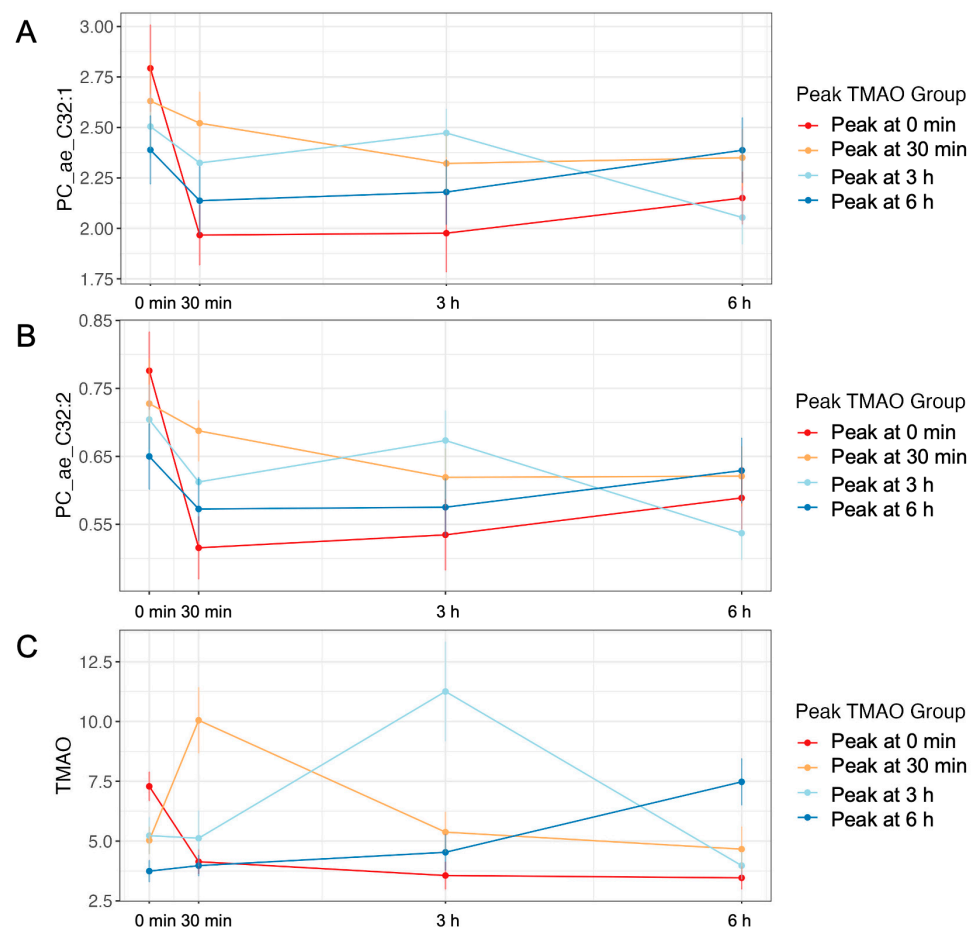 A
PC_ae_C32:1
3.00
2.75
2.50
2.25
2.00
1.75
0 min 30 min 3 h 6 h
Peak TMAO Group
Peak at 0 min
Peak at 30 min
Peak at 3 h
Peak at 6 h
B
PC_ae_C32:2
0.85
0.75
0.65
0.55
0 min 30 min 3 h 6 h
Peak TMAO Group
Peak at 0 min
Peak at 30 min
Peak at 3 h
Peak at 6 h
C
TMAO
12.5
10.0
7.5
5.0
2.5
0 min 30 min 3 h 6 h
Peak TMAO Group
Peak at 0 min
Peak at 30 min
Peak at 3 h
Peak at 6 h